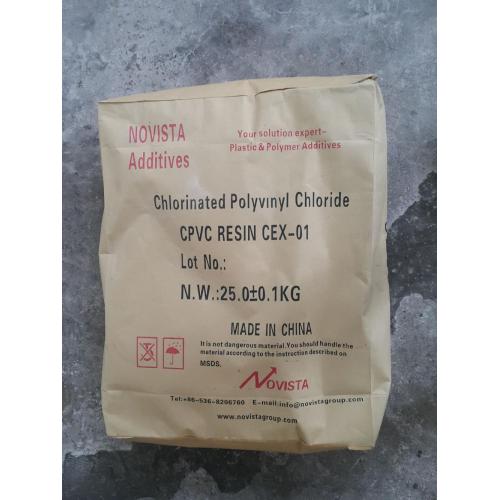 NOVISTA
Additives
Your solution expert-
Plastic & Polymer Additives
Chlorinated Polyvinyl Chloride
CPVC RESIN CEX-01
Lot No.:
N.W.:25.0±0.1KG
MADE IN CHINA
It is not dangerous material.You should handle the
material according to the instruction described on
MSDS.
NOVISTA
Tel:+86-536-8206760 E-mail:info@novistagroup.com
www.novistagroup.com